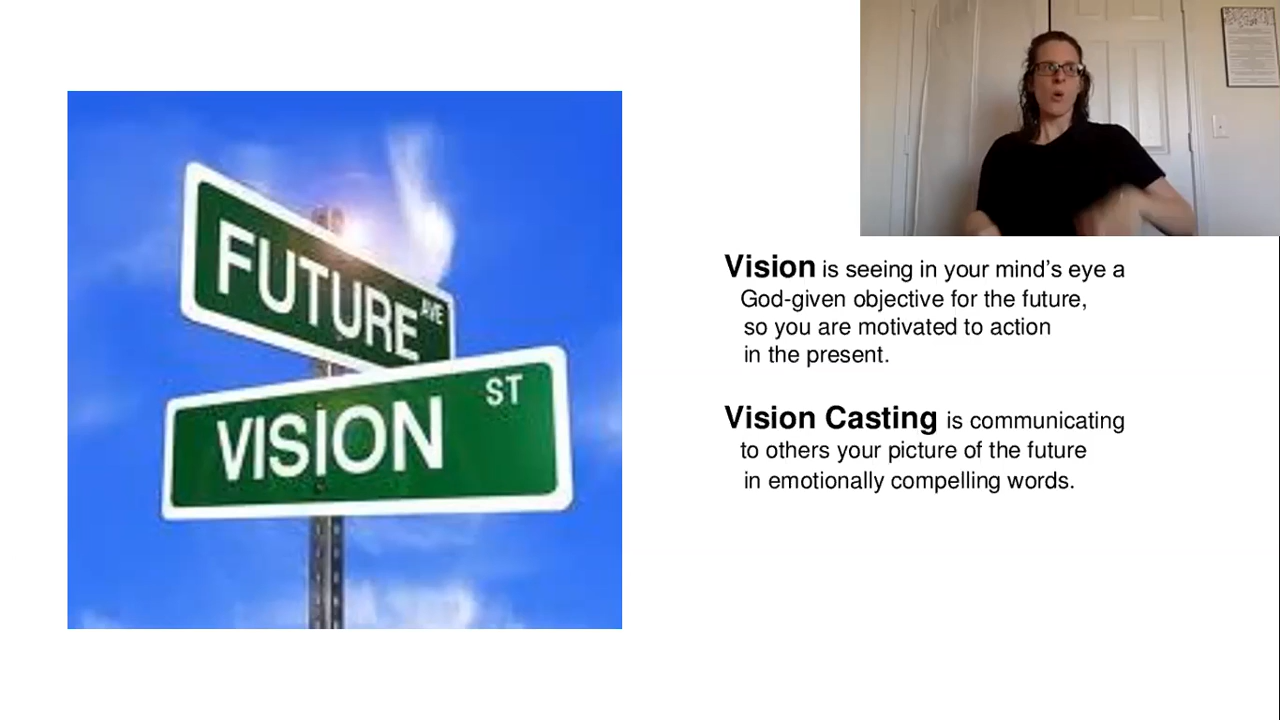 FUTURE AVE
VISION ST
Vision is seeing in your mind’s eye a
God-given objective for the future,
so you are motivated to action
in the present.
Vision Casting is communicating
to others your picture of the future
in emotionally compelling words.